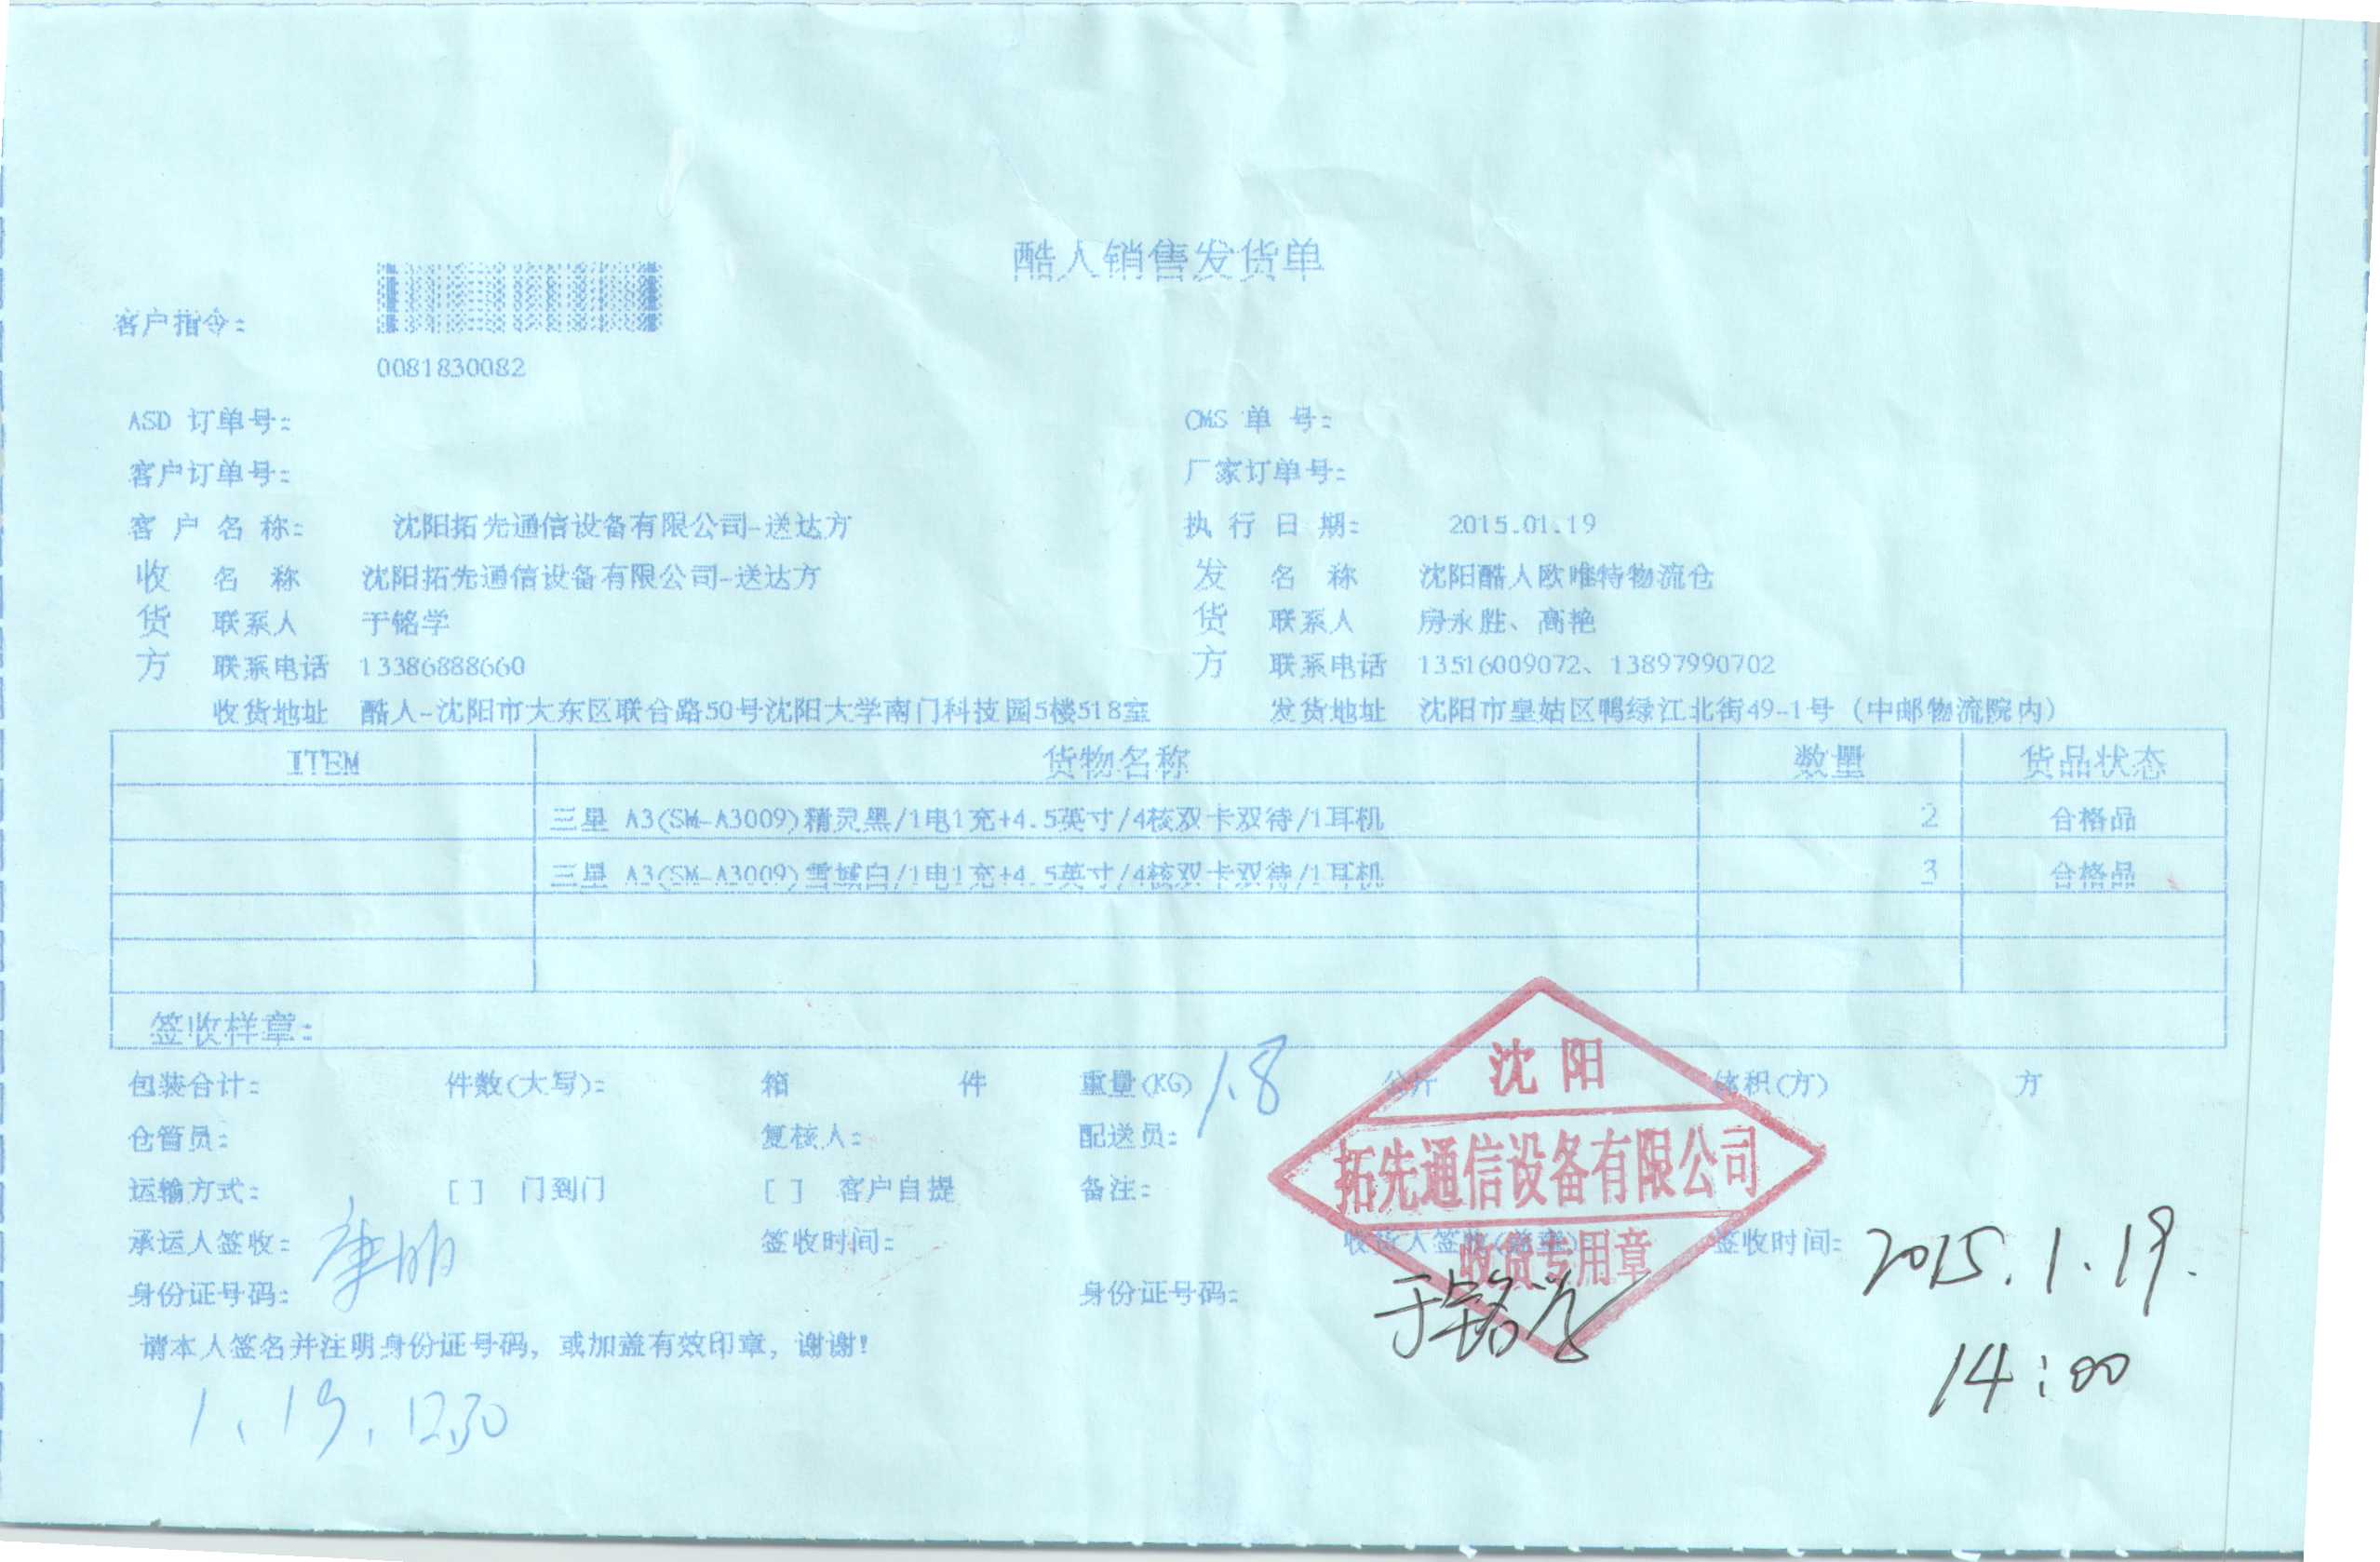 酷人销售发货单
客户指令：
0081830082
ASD 订单号： CMS 单 号：
客户订单号： 厂家订单号：
客 户 名 称： 沈阳拓先通信设备有限公司-送达方 执 行 日 期： 2015.01.19
收 名 称 沈阳拓先通信设备有限公司-送达方 发 名 称 沈阳酷人欧唯特物流仓
货 联系人 于铭学 货 联系人 房永胜、高艳
方 联系电话 13386888660 方 联系电话 13516009072、13897990702
收货地址 酷人-沈阳市大东区联合路50号沈阳大学南门科技园5楼518室 发货地址 沈阳市皇姑区鸭绿江北街49-1号（中邮物流院内）
ITEM 货物名称 数量 货品状态
三星 A3(SM-A3009)精灵黑/1电1充+4.5英寸/4核双卡双待/1耳机 2 合格品
三星 A3(SM-A3009)雪域白/1电1充+4.5英寸/4核双卡双待/1耳机 3 合格品
签收样章：
包装合计： 件数(大写)： 箱 件 重量(KG) 1.8 公斤 体积(方) 方
仓管员： 复核人： 配送员：
运输方式： [ ] 门到门 [ ] 客户自提 备注：
承运人签收： 签收时间： 收货人签收(盖章) 签收时间： 2015.1.19.
身份证号码： 身份证号码： 于铭学
14:00
请本人签名并注明身份证号码，或加盖有效印章，谢谢！
1.19.12:30
沈阳
拓先通信设备有限公司
收货专用章